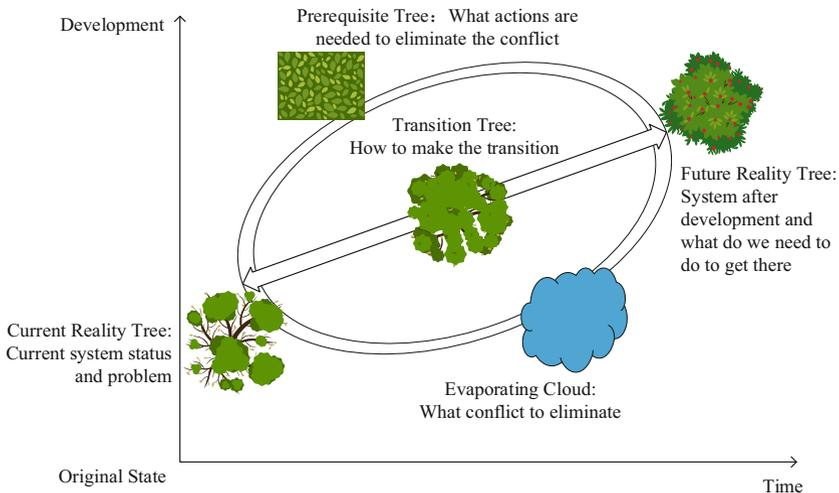 Development
Prerequisite Tree：What actions are
needed to eliminate the conflict
Transition Tree:
How to make the transition
Future Reality Tree:
System after
development and
what do we need to
do to get there
Current Reality Tree:
Current system status
and problem
Evaporating Cloud:
What conflict to eliminate
Original State
Time